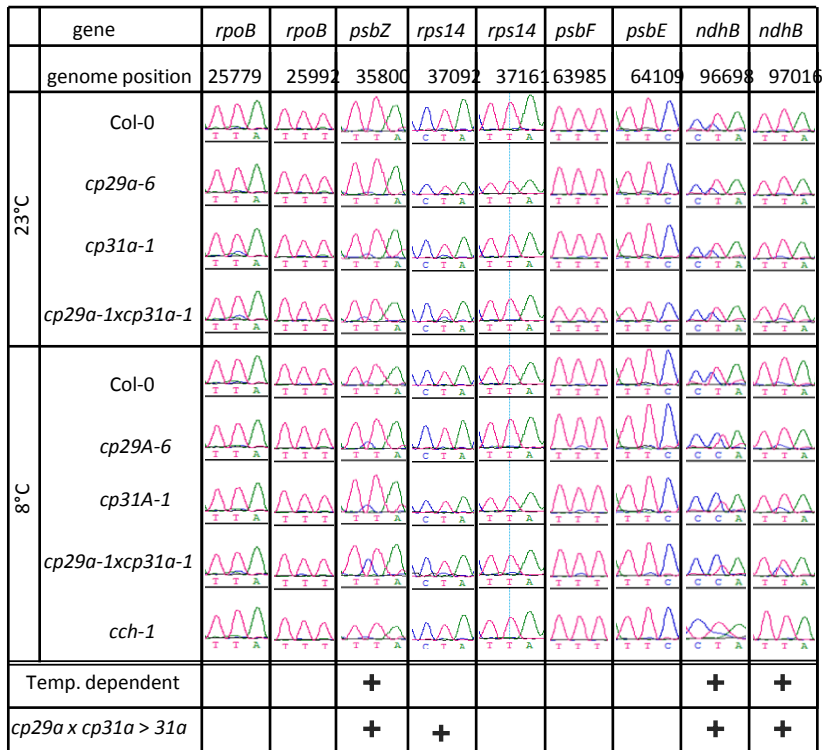 gene rpoB rpoB psbZ rps14 rps14 psbF psbE ndhB ndhB
genome position 25779 25992 35800 37092 37161 63985 64109 96698 97016
23°C
Col-0
T T A T T T T T A C T A T T A T T T T T C C T A T T A
cp29a-6
T T A T T T T T A C T A T T A T T T T T C C T A T T A
cp31a-1
T T A T T T T T A C T A T T A T T T T T C C T A T T A
cp29a-1xcp31a-1
T T A T T T T T A C T A T T A T T T T T C C T A T T A
8°C
Col-0
T T A T T T T T A C T A T T A T T T T T C C T A T T A
cp29A-6
T T A T T T T T A C T A T T A T T T T T C C C A T T A
cp31A-1
T T A T T T T T A C T A T T A T T T T T C C C A T T A
cp29a-1xcp31a-1
T T A T T T T T A C T A T T A T T T T T C C C A T T A
cch-1
T T A T T T T T A C T A T T A T T T T T C C T A T T A
Temp. dependent + + +
cp29a x cp31a > 31a + + + +